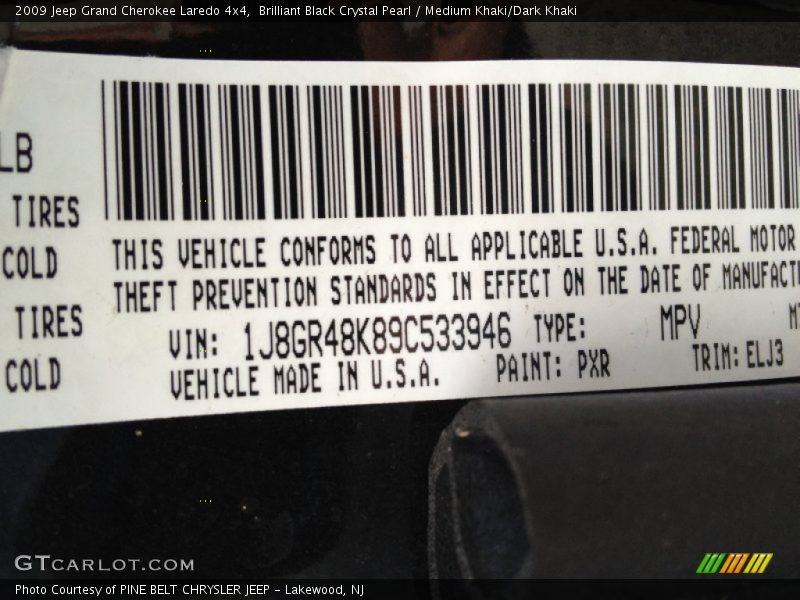 2009 Jeep Grand Cherokee Laredo 4x4,  Brilliant Black Crystal Pearl / Medium Khaki/Dark Khaki
LB
TIRES
COLD
TIRES
COLD
THIS VEHICLE CONFORMS TO ALL APPLICABLE U.S.A. FEDERAL MOTOR
THEFT PREVENTION STANDARDS IN EFFECT ON THE DATE OF MANUFACT
VIN: 1J8GR48K89C533946 TYPE: MPV
VEHICLE MADE IN U.S.A. PAINT: PXR TRIM: ELJ3
GTCARLOT.COM
Photo Courtesy of PINE BELT CHRYSLER JEEP - Lakewood, NJ